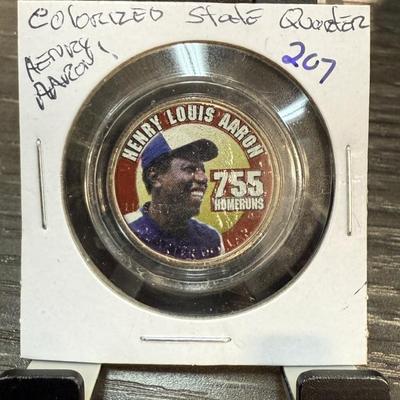 COLORIZED STATE QUARTER
HENRY
AARON!
207
HENRY LOUIS AARON
755
HOMERUNS